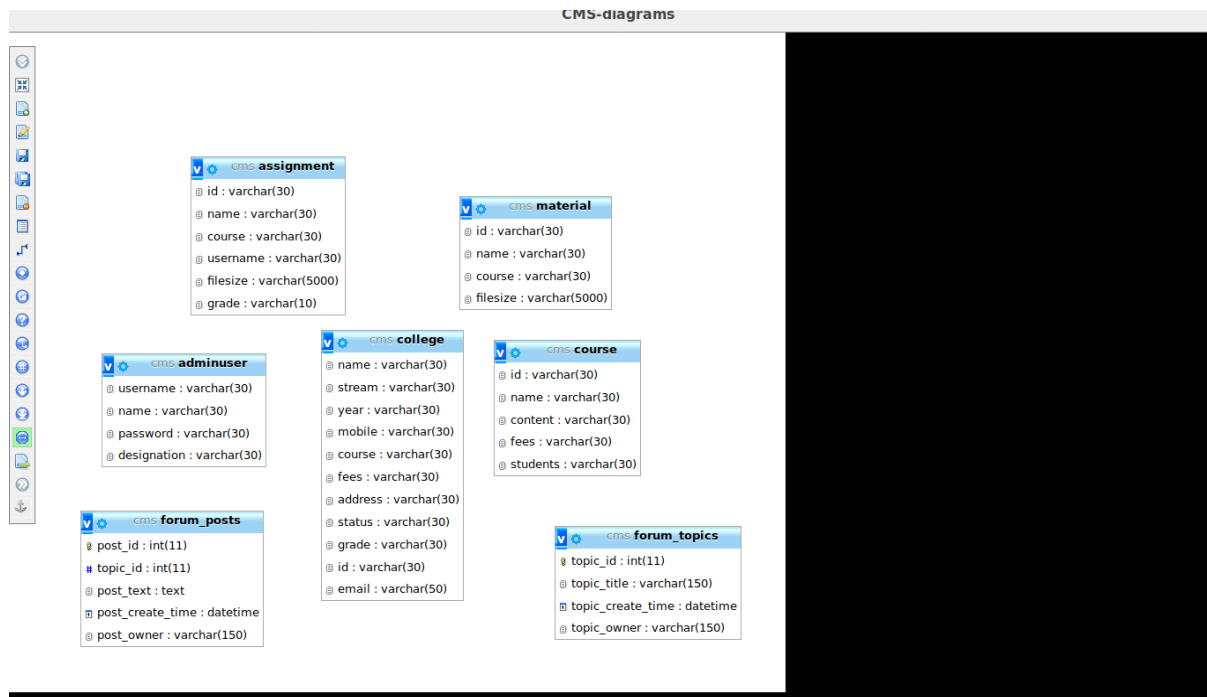 CMS-diagrams
cms assignment
id : varchar(30)
name : varchar(30)
course : varchar(30)
username : varchar(30)
filesize : varchar(5000)
grade : varchar(10)
cms material
id : varchar(30)
name : varchar(30)
course : varchar(30)
filesize : varchar(5000)
cms adminuser
username : varchar(30)
name : varchar(30)
password : varchar(30)
designation : varchar(30)
cms college
name : varchar(30)
stream : varchar(30)
year : varchar(30)
mobile : varchar(30)
course : varchar(30)
fees : varchar(30)
address : varchar(30)
status : varchar(30)
grade : varchar(30)
id : varchar(30)
email : varchar(50)
cms course
id : varchar(30)
name : varchar(30)
content : varchar(30)
fees : varchar(30)
students : varchar(30)
cms forum_posts
post_id : int(11)
# topic_id : int(11)
post_text : text
post_create_time : datetime
post_owner : varchar(150)
cms forum_topics
topic_id : int(11)
topic_title : varchar(150)
topic_create_time : datetime
topic_owner : varchar(150)